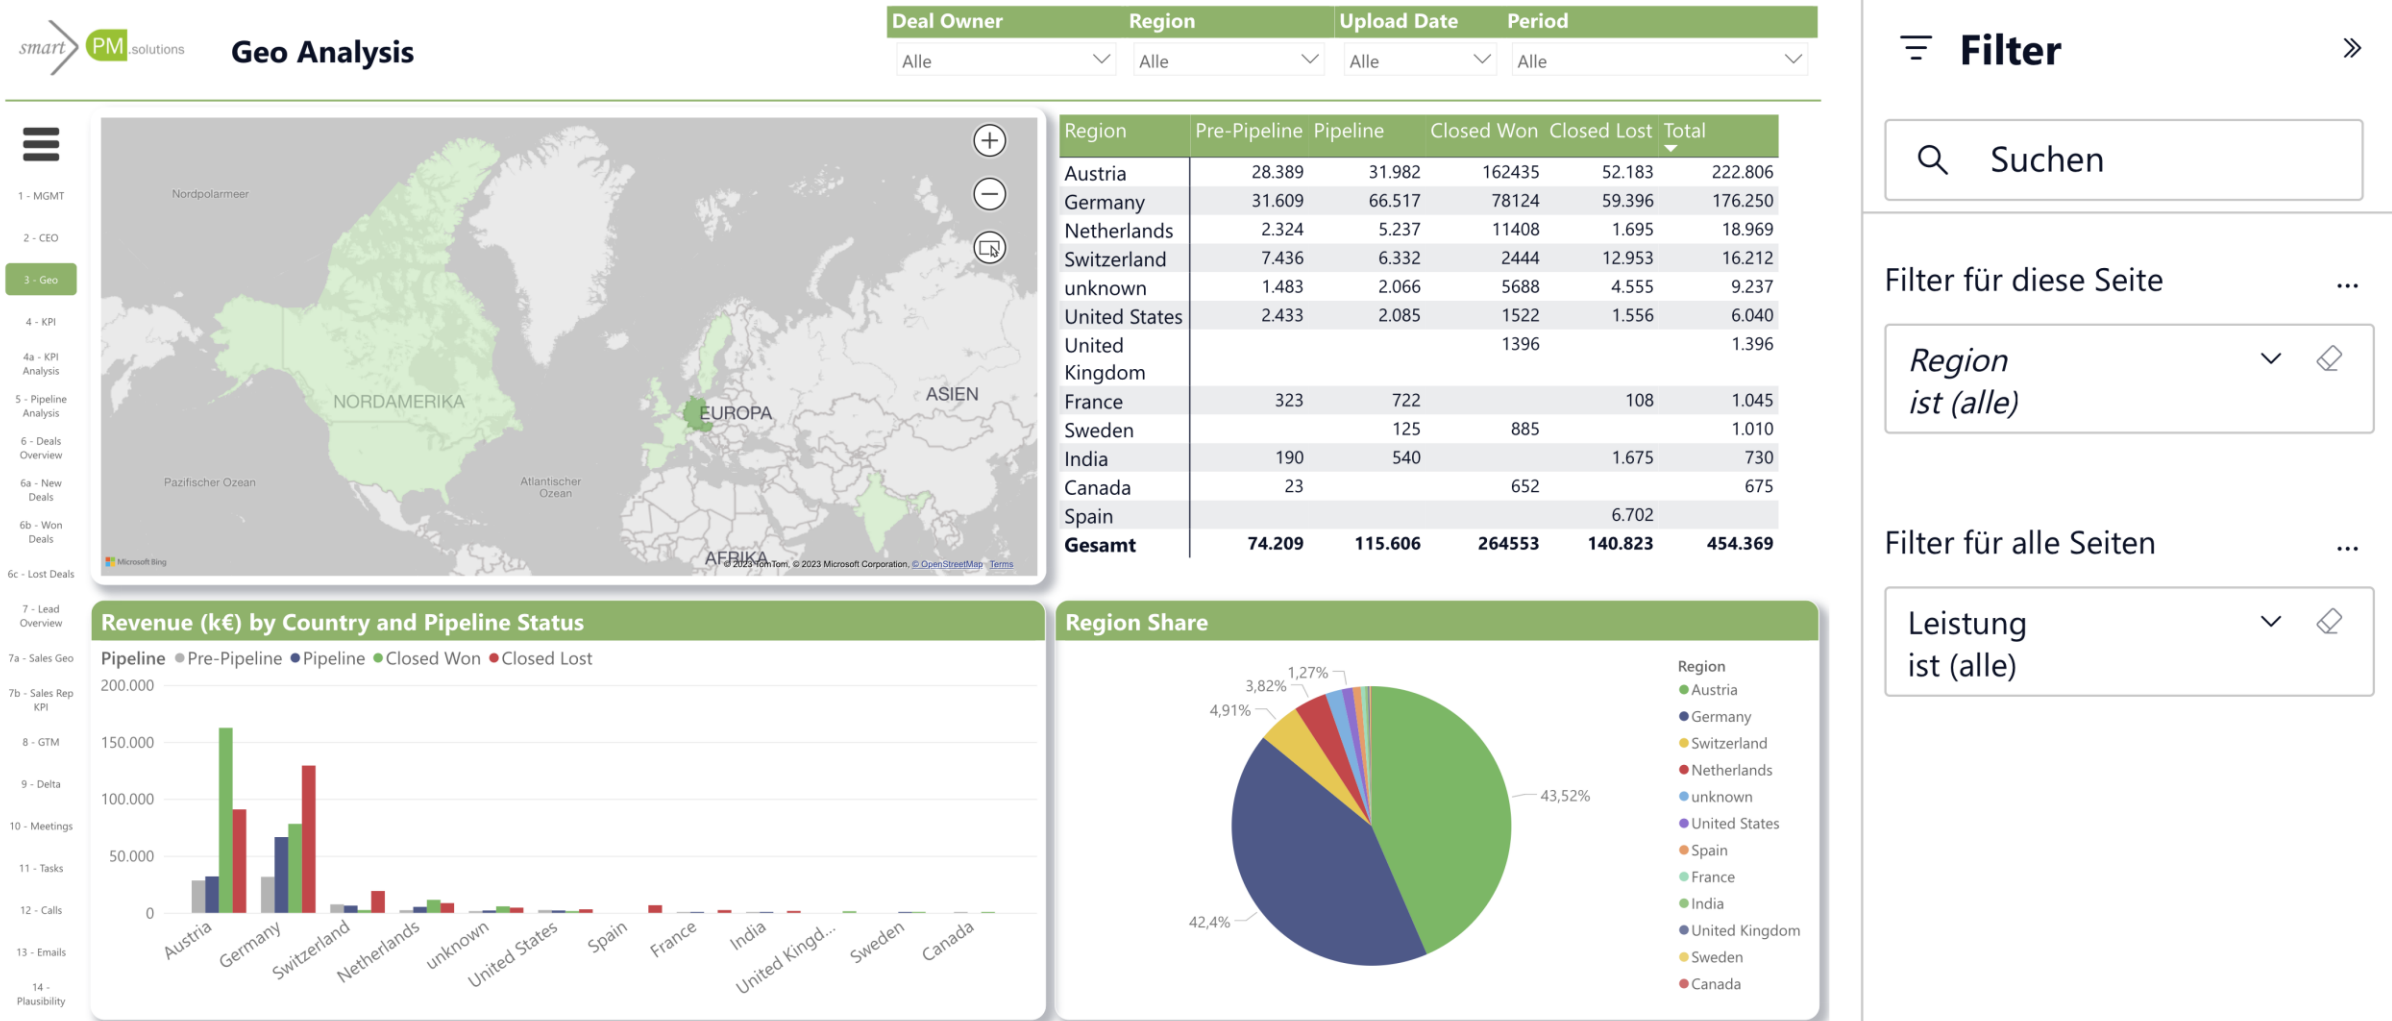 smart PM .solutions
Geo Analysis
Deal Owner Region Upload Date Period
Alle Alle Alle Alle
1 - MGMT
2 - CEO
3 - Geo
4 - KPI
4a - KPI
Analysis
5 - Pipeline
Analysis
6 - Deals
Overview
6a - New
Deals
6b - Won
Deals
6c - Lost Deals
7 - Lead
Overview
7a - Sales Geo
7b - Sales Rep
KPI
8 - GTM
9 - Delta
10 - Meetings
11 - Tasks
12 - Calls
13 - Emails
14 -
Plausibility
Nordpolarmeer
NORDAMERIKA
EUROPA
ASIEN
Pazifischer Ozean
Atlantischer
Ozean
AFRIKA
Microsoft Bing
© 2023 TomTom, © 2023 Microsoft Corporation, © OpenStreetMap Terms
Region Pre-Pipeline Pipeline Closed Won Closed Lost Total
Austria 28.389 31.982 162435 52.183 222.806
Germany 31.609 66.517 78124 59.396 176.250
Netherlands 2.324 5.237 11408 1.695 18.969
Switzerland 7.436 6.332 2444 12.953 16.212
unknown 1.483 2.066 5688 4.555 9.237
United States 2.433 2.085 1522 1.556 6.040
United 1396 1.396
Kingdom
France 323 722 108 1.045
Sweden 125 885 1.010
India 190 540 1.675 730
Canada 23 652 675
Spain 6.702
Gesamt 74.209 115.606 264553 140.823 454.369
Revenue (k€) by Country and Pipeline Status
Pipeline Pre-Pipeline Pipeline Closed Won Closed Lost
200.000
150.000
100.000
50.000
0
Austria
Germany
Switzerland
Netherlands
unknown
United States
Spain
France
India
United Kingd...
Sweden
Canada
Region Share
1,27%
3,82%
4,91%
43,52%
42,4%
Region
Austria
Germany
Switzerland
Netherlands
unknown
United States
Spain
France
India
United Kingdom
Sweden
Canada
Filter
Suchen
Filter für diese Seite ...
Region
ist (alle)
Filter für alle Seiten ...
Leistung
ist (alle)